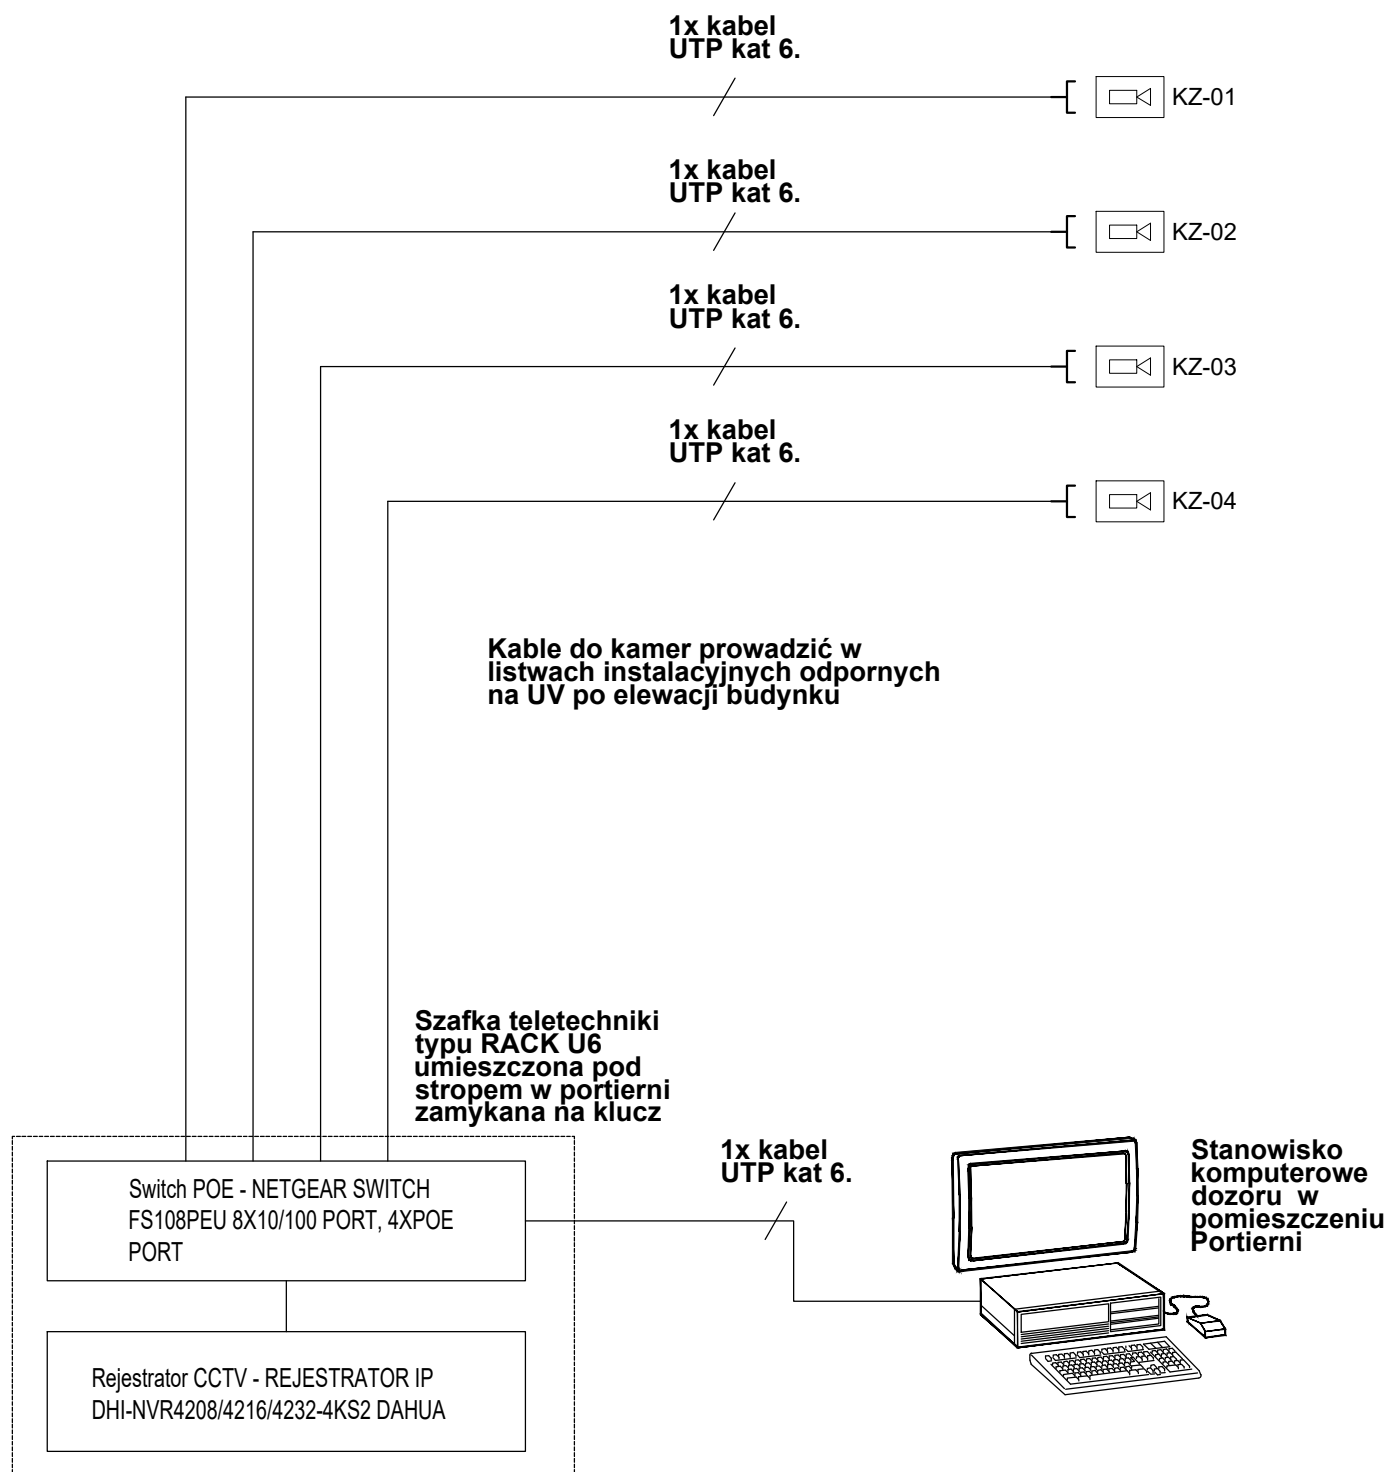 1x kabel
UTP kat 6.
KZ-01
1x kabel
UTP kat 6.
KZ-02
1x kabel
UTP kat 6.
KZ-03
1x kabel
UTP kat 6.
KZ-04
Kable do kamer prowadzić w
listwach instalacyjnych odpornych
na UV po elewacji budynku
Szafka teletechniki
typu RACK U6
umieszczona pod
stropem w portierni
zamykana na klucz
Switch POE - NETGEAR SWITCH
FS108PEU 8X10/100 PORT, 4XPOE
PORT
1x kabel
UTP kat 6.
Stanowisko
komputerowe
dozoru w
pomieszczeniu
Portierni
Rejestrator CCTV - REJESTRATOR IP
DHI-NVR4208/4216/4232-4KS2 DAHUA